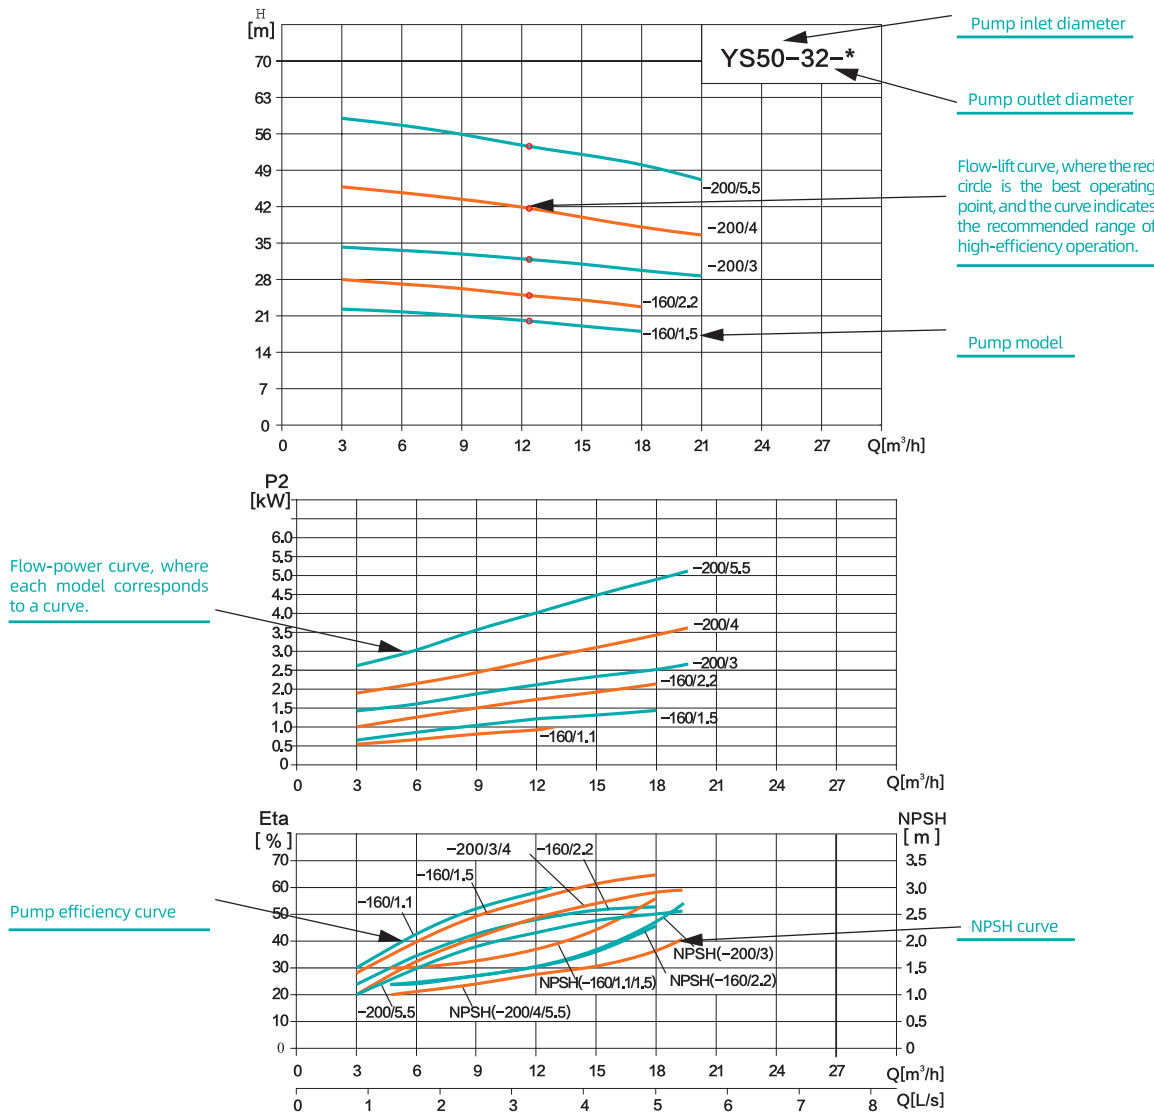 H
[m]
70
63
56
49
42
35
28
21
14
7
0
0 3 6 9 12 15 18 21 24 27 Q[m³/h]
YS50-32-*
-200/5.5
-200/4
-200/3
-160/2.2
-160/1.5
Pump inlet diameter
Pump outlet diameter
Flow-lift curve, where the red
circle is the best operating
point, and the curve indicates
the recommended range of
high-efficiency operation.
Pump model
P2
[kW]
6.0
5.5
5.0
4.5
4.0
3.5
3.0
2.5
2.0
1.5
1.0
0.5
0
0 3 6 9 12 15 18 21 24 27 Q[m³/h]
-200/5.5
-200/4
-200/3
-160/2.2
-160/1.5
-160/1.1
Flow-power curve, where
each model corresponds
to a curve.
Eta
[ % ]
70
60
50
40
30
20
10
0
NPSH
[ m ]
3.5
3.0
2.5
2.0
1.5
1.0
0.5
0
-200/3/4
-160/2.2
-160/1.5
-160/1.1
NPSH(-200/3)
NPSH(-160/1.1/1.5)
NPSH(-160/2.2)
-200/5.5
NPSH(-200/4/5.5)
0 3 6 9 12 15 18 21 24 27 Q[m³/h]
0 1 2 3 4 5 6 7 8 Q[L/s]
Pump efficiency curve
NPSH curve